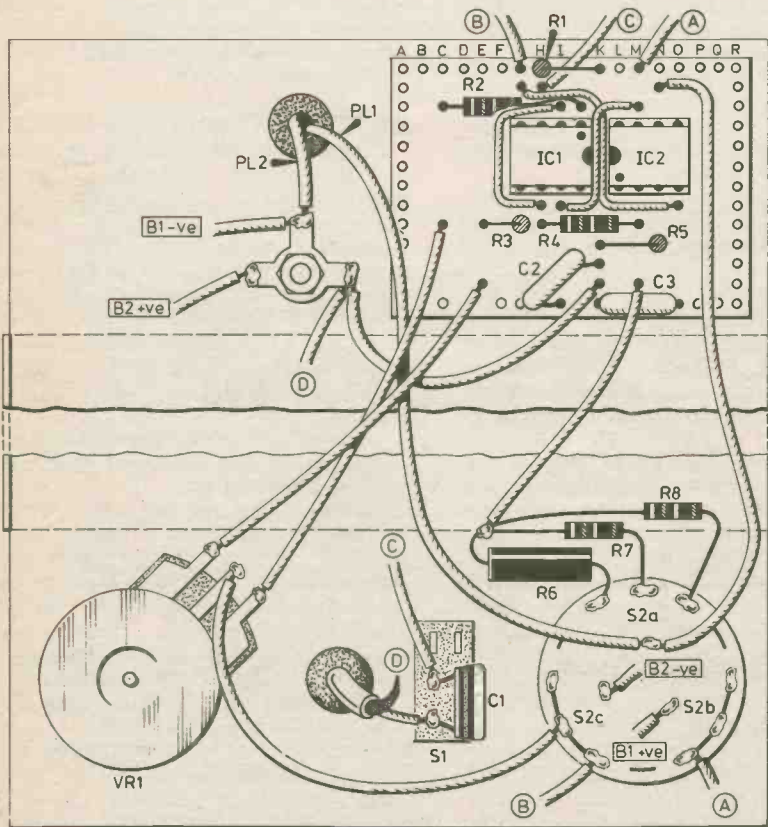 B R1 C A
A B C D E F H I K L M N O P Q R
R2
PL1
PL2
IC1 IC2
B1-ve
R3 R4 R5
B2+ve
C2 C3
D
R8
C
R7
R6
S2a
D
B2-ve
C1
S2c S2b
S1
B1+ve
VR1
B A